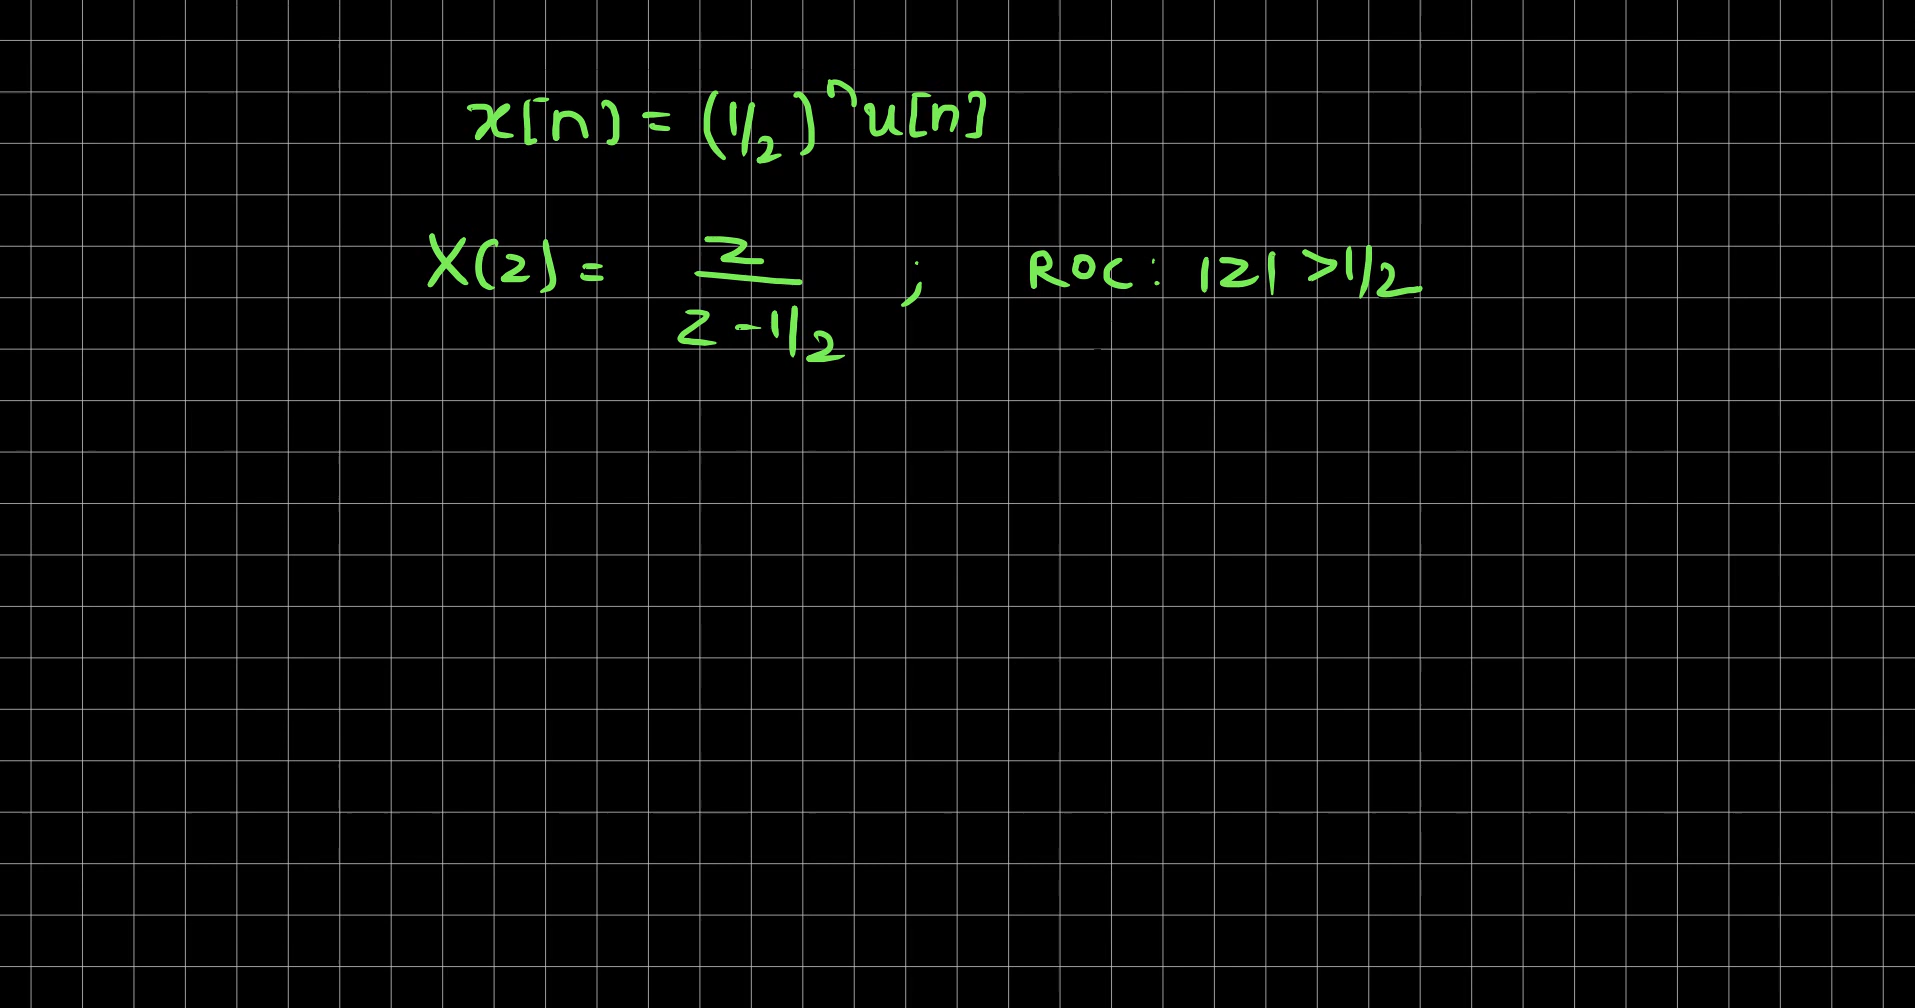 x[n] = (1/2)^n u[n]
X(z) = z/(z - 1/2) ; ROC: |z| > 1/2